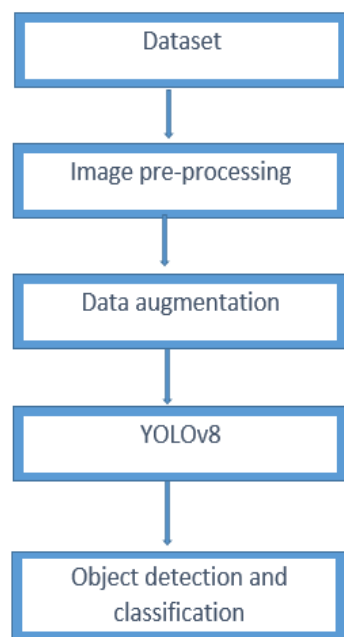 Dataset
Image pre-processing
Data augmentation
YOLOv8
Object detection and
classification